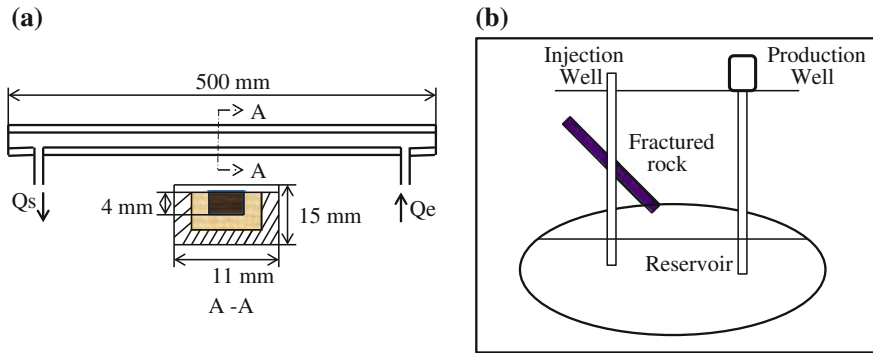 (a)
500 mm
A
A
Qs
Qe
4 mm
15 mm
11 mm
A -A
(b)
Injection
Well
Production
Well
Fractured
rock
Reservoir